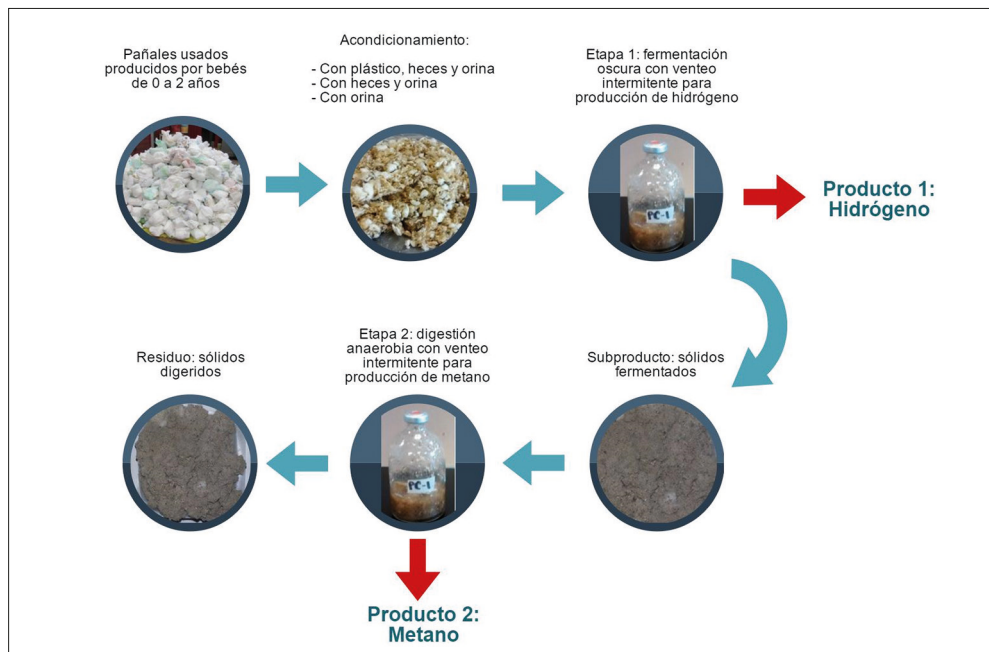 Pañales usados
producidos por bebés
de 0 a 2 años
Acondicionamiento:
- Con plástico, heces y orina
- Con heces y orina
- Con orina
Etapa 1: fermentación
oscura con venteo
intermitente para
producción de hidrógeno
PC-1
Producto 1:
Hidrógeno
Subproducto: sólidos
fermentados
Etapa 2: digestión
anaerobia con venteo
intermitente para
producción de metano
PC-1
Residuo: sólidos
digeridos
Producto 2:
Metano